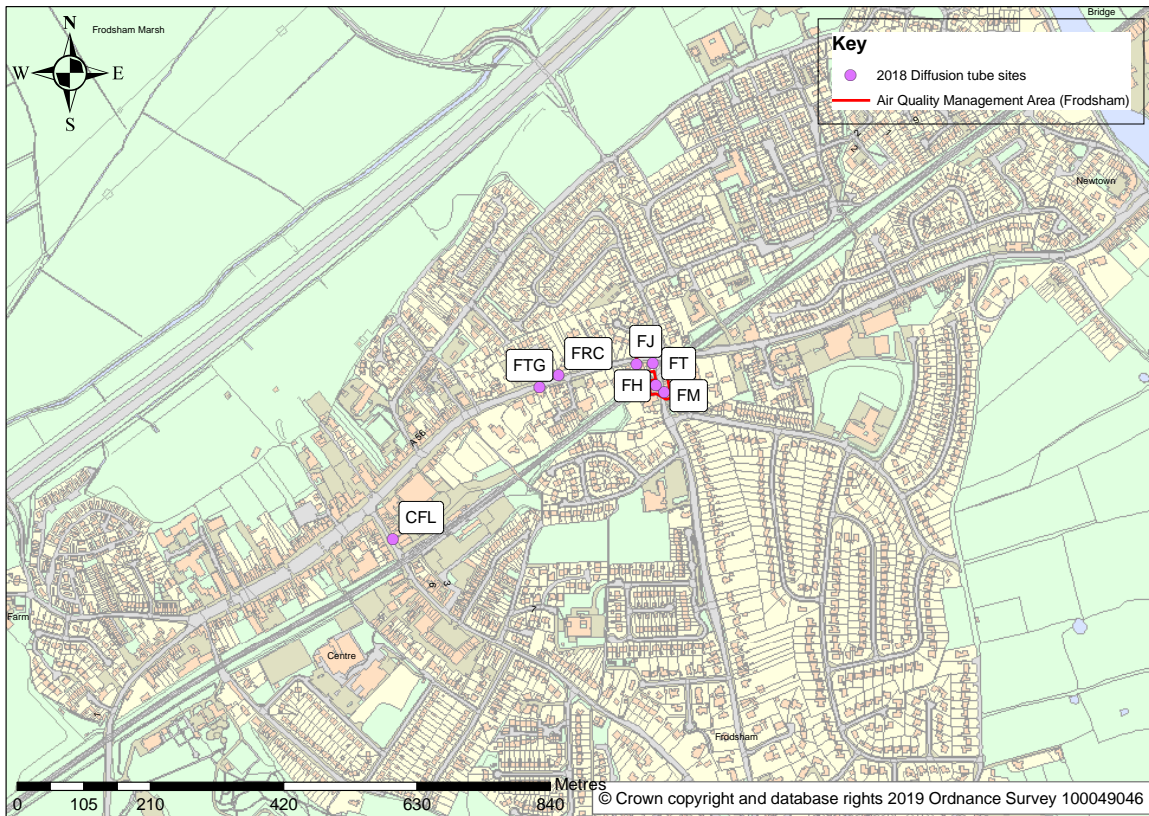 N
Frodsham Marsh
W
E
S
Bridge
Key
2018 Diffusion tube sites
Air Quality Management Area (Frodsham)
Newtown
FJ
FTG
FRC
FT
FH
FM
A 56
CFL
Farm
Centre
Frodsham
Metres
0
105
210
420
630
840
© Crown copyright and database rights 2019 Ordnance Survey 100049046